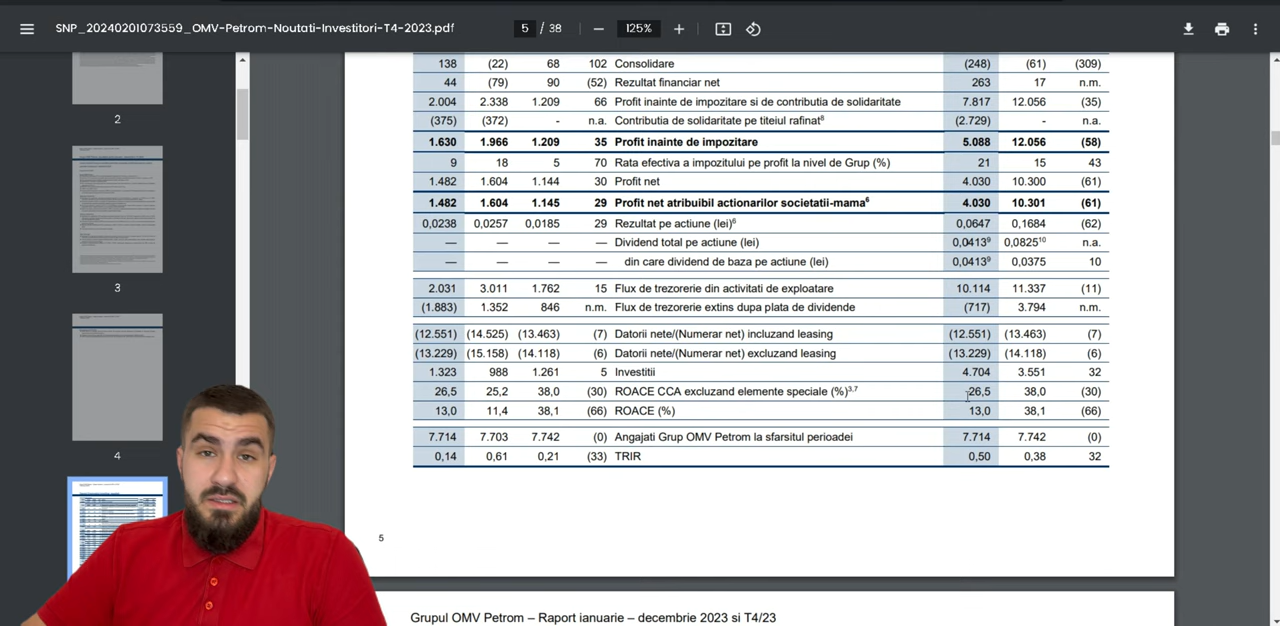 SNP_20240201073559_OMV-Petrom-Noutati-Investitori-T4-2023.pdf 5 / 38 125%
138 (22) 68 102 Consolidare (248) (61) (309)
44 (79) 90 (52) Rezultat financiar net 263 17 n.m.
2.004 2.338 1.209 66 Profit inainte de impozitare si de contributia de solidaritate 7.817 12.056 (35)
(375) (372) - n.a. Contributia de solidaritate pe titeiul rafinat⁸ (2.729) - n.a.
1.630 1.966 1.209 35 Profit inainte de impozitare 5.088 12.056 (58)
9 18 5 70 Rata efectiva a impozitului pe profit la nivel de Grup (%) 21 15 43
1.482 1.604 1.144 30 Profit net 4.030 10.300 (61)
1.482 1.604 1.145 29 Profit net atribuibil actionarilor societatii-mama⁶ 4.030 10.301 (61)
0,0238 0,0257 0,0185 29 Rezultat pe actiune (lei)⁶ 0,0647 0,1684 (62)
— — — — Dividend total pe actiune (lei) 0,0413⁹ 0,0825¹⁰ n.a.
— — — — din care dividend de baza pe actiune (lei) 0,0413⁹ 0,0375 10
2.031 3.011 1.762 15 Flux de trezorerie din activitati de exploatare 10.114 11.337 (11)
(1.883) 1.352 846 n.m. Flux de trezorerie extins dupa plata de dividende (717) 3.794 n.m.
(12.551) (14.525) (13.463) (7) Datorii nete/(Numerar net) incluzand leasing (12.551) (13.463) (7)
(13.229) (15.158) (14.118) (6) Datorii nete/(Numerar net) excluzand leasing (13.229) (14.118) (6)
1.323 988 1.261 5 Investitii 4.704 3.551 32
26,5 25,2 38,0 (30) ROACE CCA excluzand elemente speciale (%)³·⁷ 26,5 38,0 (30)
13,0 11,4 38,1 (66) ROACE (%) 13,0 38,1 (66)
7.714 7.703 7.742 (0) Angajati Grup OMV Petrom la sfarsitul perioadei 7.714 7.742 (0)
0,14 0,61 0,21 (33) TRIR 0,50 0,38 32
2
3
4
5
Grupul OMV Petrom – Raport ianuarie – decembrie 2023 si T4/23